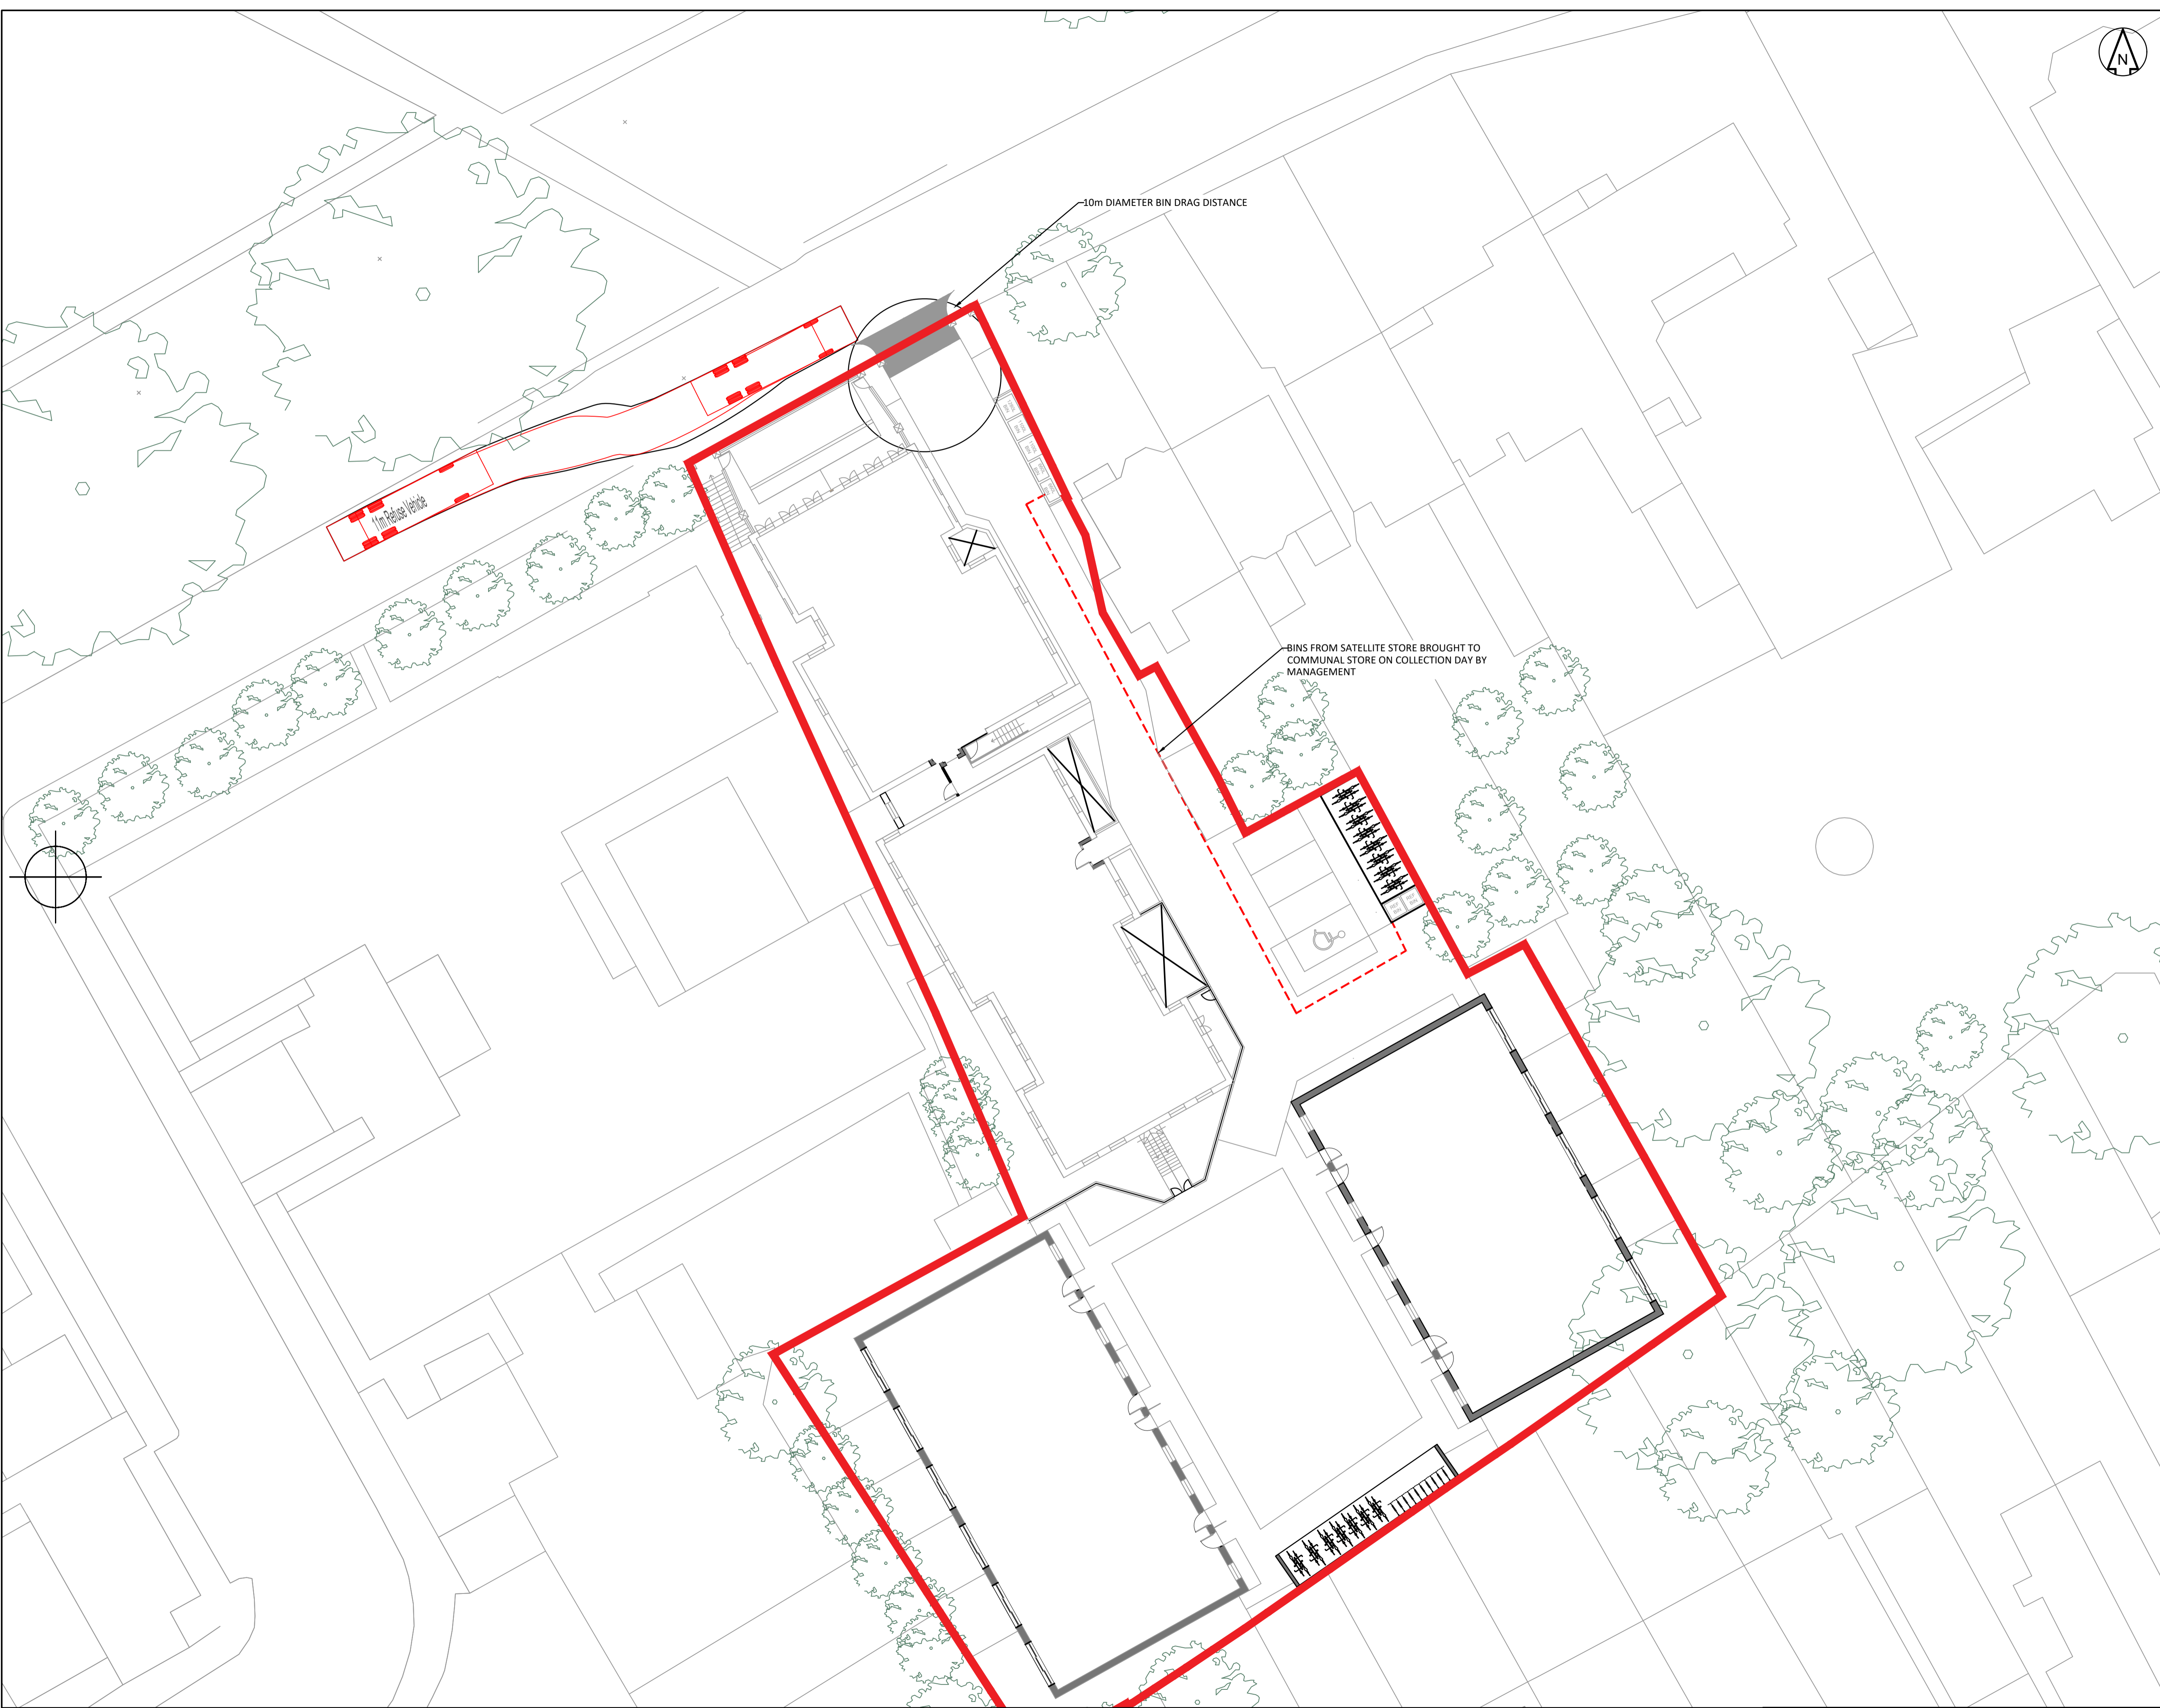 N
10m DIAMETER BIN DRAG DISTANCE
11m Refuse Vehicle
BINS FROM SATELLITE STORE BROUGHT TO
COMMUNAL STORE ON COLLECTION DAY BY
MANAGEMENT